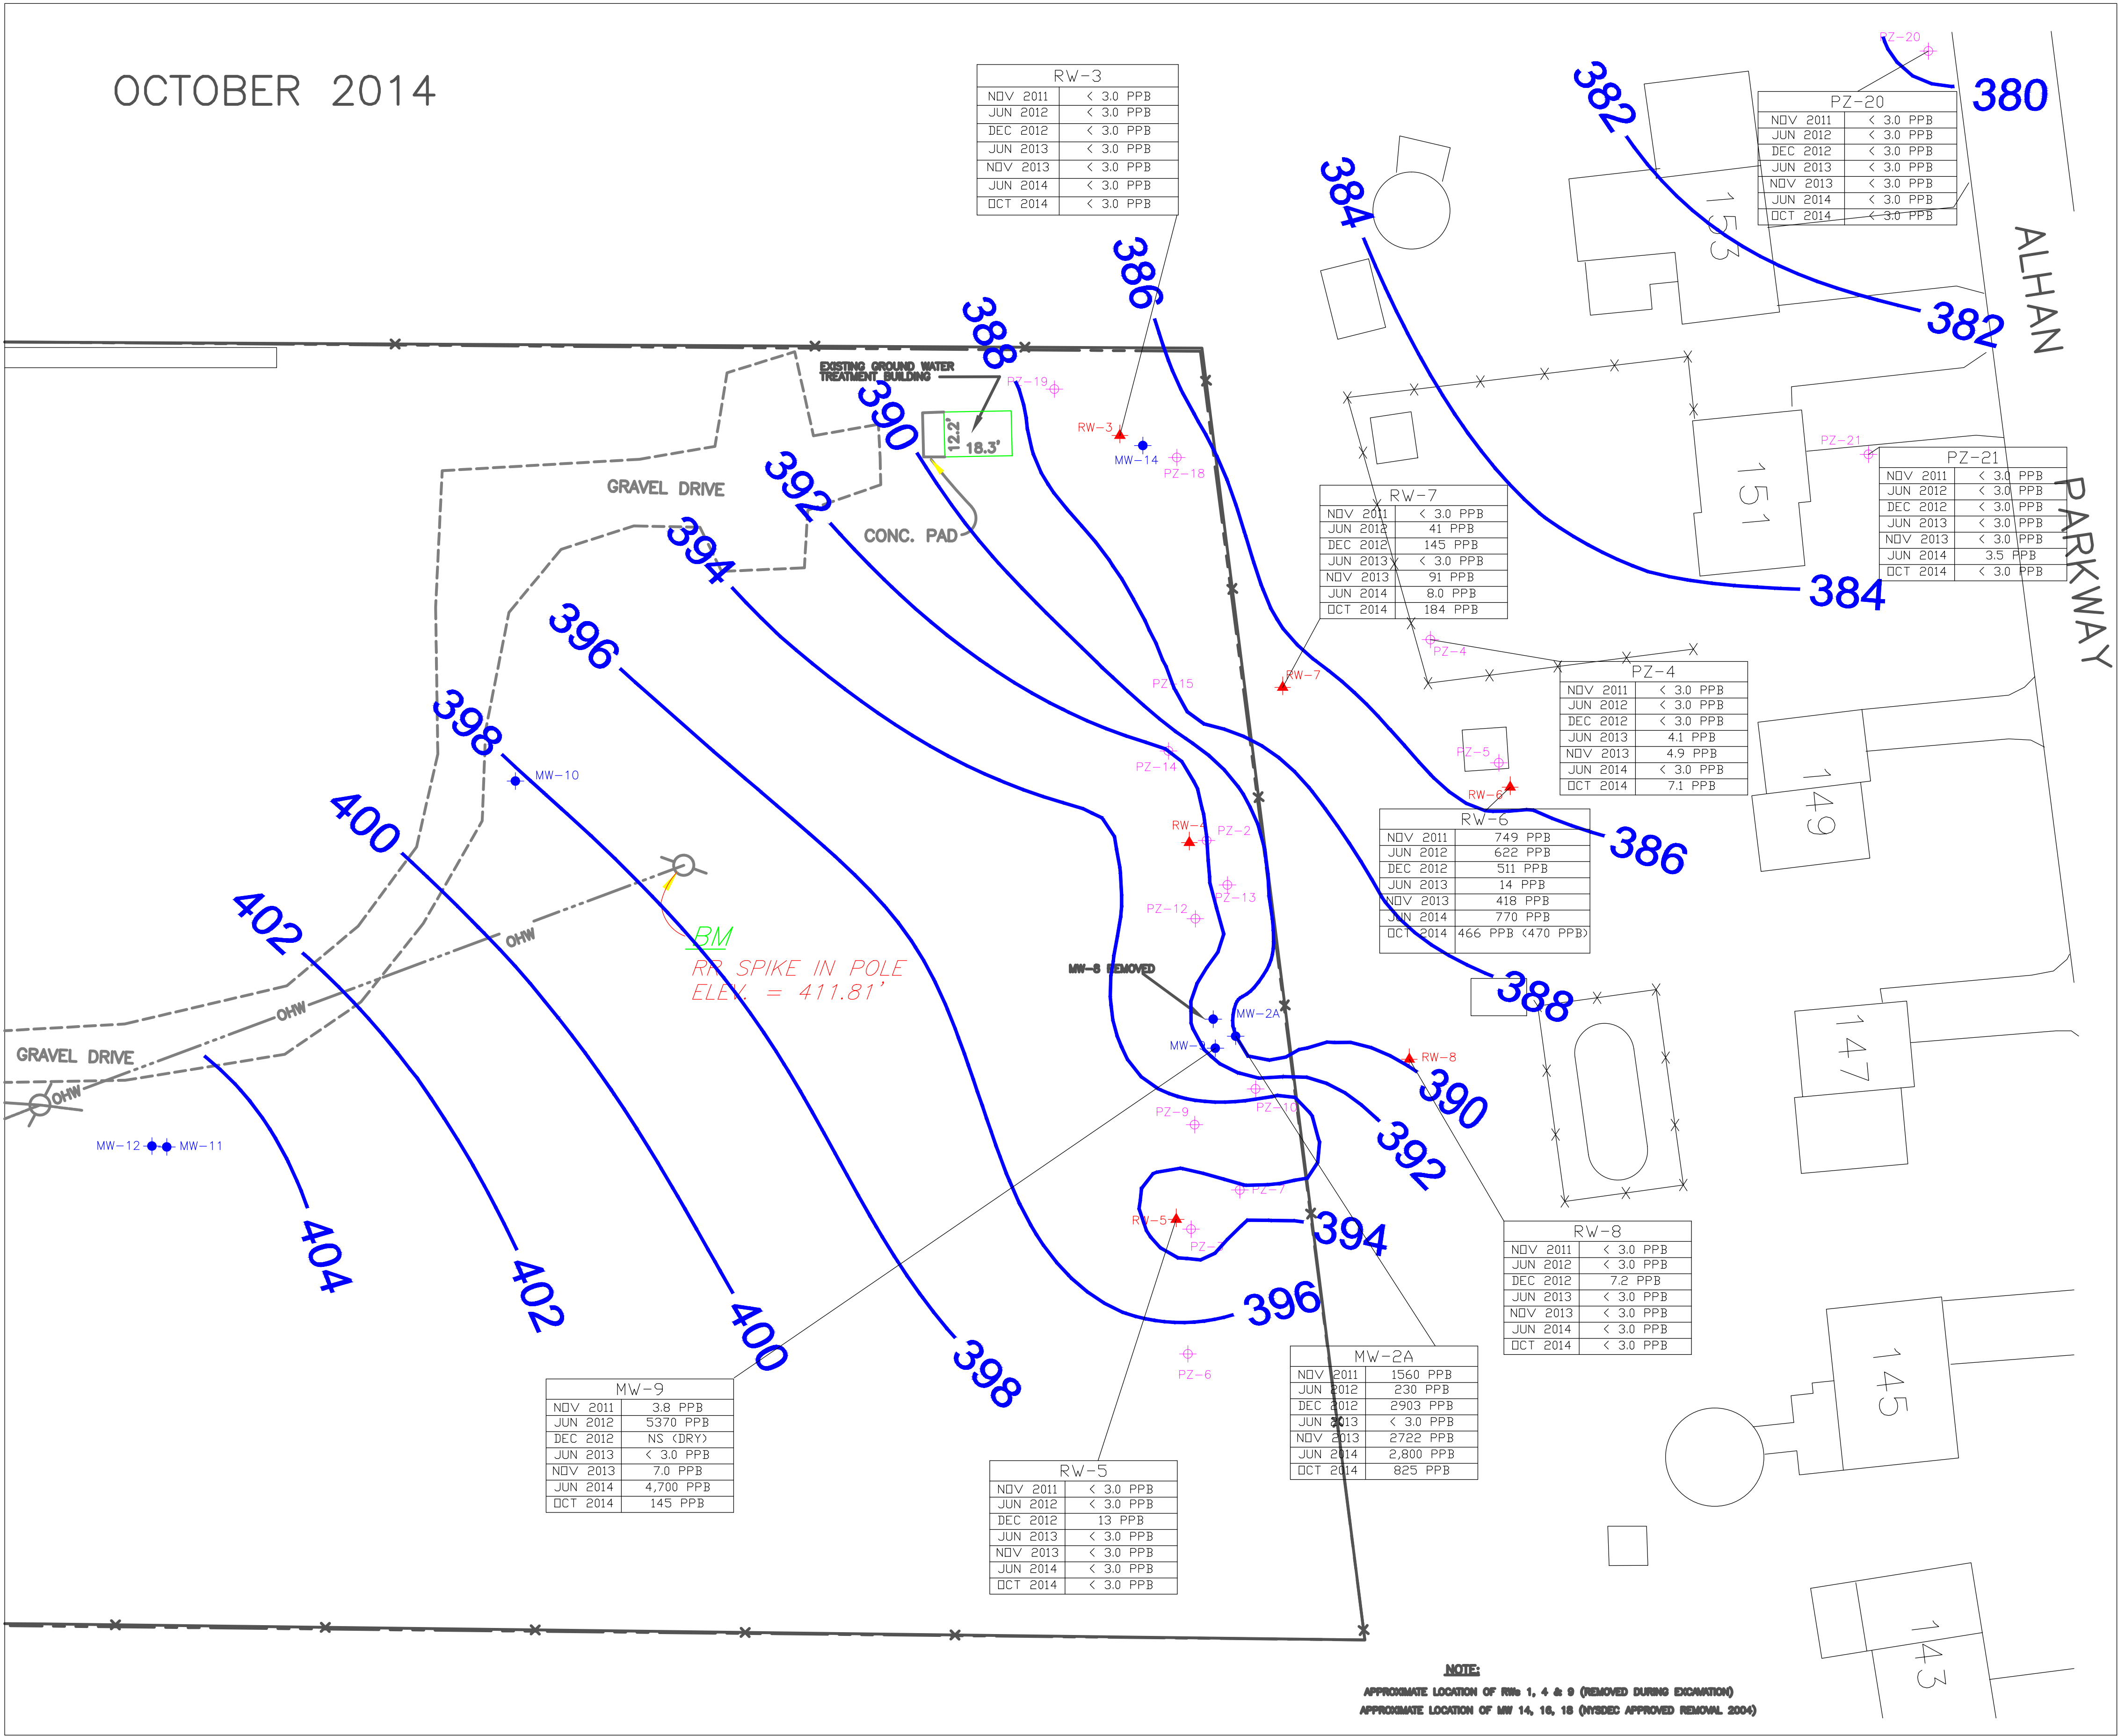 OCTOBER 2014
RW-3
NOV 2011 < 3.0 PPB
JUN 2012 < 3.0 PPB
DEC 2012 < 3.0 PPB
JUN 2013 < 3.0 PPB
NOV 2013 < 3.0 PPB
JUN 2014 < 3.0 PPB
OCT 2014 < 3.0 PPB
PZ-20
380
382
PZ-20
NOV 2011 < 3.0 PPB
JUN 2012 < 3.0 PPB
DEC 2012 < 3.0 PPB
JUN 2013 < 3.0 PPB
NOV 2013 < 3.0 PPB
JUN 2014 < 3.0 PPB
OCT 2014 < 3.0 PPB
384
153
386
382
ALHAN
PARKWAY
388
EXISTING GROUND WATER
TREATMENT BUILDING
PZ-19
390
12.2'
18.3'
RW-3
MW-14
PZ-18
PZ-21
151
PZ-21
NOV 2011 < 3.0 PPB
JUN 2012 < 3.0 PPB
DEC 2012 < 3.0 PPB
JUN 2013 < 3.0 PPB
NOV 2013 < 3.0 PPB
JUN 2014 3.5 PPB
OCT 2014 < 3.0 PPB
392
GRAVEL DRIVE
CONC. PAD
RW-7
NOV 2011 < 3.0 PPB
JUN 2012 41 PPB
DEC 2012 145 PPB
JUN 2013 < 3.0 PPB
NOV 2013 91 PPB
JUN 2014 8.0 PPB
OCT 2014 184 PPB
394
384
396
PZ-4
PZ-15
RW-7
PZ-4
NOV 2011 < 3.0 PPB
JUN 2012 < 3.0 PPB
DEC 2012 < 3.0 PPB
JUN 2013 4.1 PPB
NOV 2013 4.9 PPB
JUN 2014 < 3.0 PPB
OCT 2014 7.1 PPB
398
MW-10
PZ-14
PZ-5
RW-6
149
400
RW-4
PZ-2
RW-6
NOV 2011 749 PPB
JUN 2012 622 PPB
DEC 2012 511 PPB
JUN 2013 14 PPB
NOV 2013 418 PPB
JUN 2014 770 PPB
OCT 2014 466 PPB (470 PPB)
386
PZ-13
PZ-12
402
OHW
BM
RR SPIKE IN POLE
ELEV. = 411.81'
MW-8 REMOVED
388
OHW
MW-2A
MW-9
RW-8
147
GRAVEL DRIVE
OHW
390
PZ-10
PZ-9
392
MW-12
MW-11
PZ-7
RW-5
PZ-3
394
404
402
RW-8
NOV 2011 < 3.0 PPB
JUN 2012 < 3.0 PPB
DEC 2012 7.2 PPB
JUN 2013 < 3.0 PPB
NOV 2013 < 3.0 PPB
JUN 2014 < 3.0 PPB
OCT 2014 < 3.0 PPB
396
400
398
PZ-6
145
MW-2A
NOV 2011 1560 PPB
JUN 2012 230 PPB
DEC 2012 2903 PPB
JUN 2013 < 3.0 PPB
NOV 2013 2722 PPB
JUN 2014 2,800 PPB
OCT 2014 825 PPB
MW-9
NOV 2011 3.8 PPB
JUN 2012 5370 PPB
DEC 2012 NS (DRY)
JUN 2013 < 3.0 PPB
NOV 2013 7.0 PPB
JUN 2014 4,700 PPB
OCT 2014 145 PPB
RW-5
NOV 2011 < 3.0 PPB
JUN 2012 < 3.0 PPB
DEC 2012 13 PPB
JUN 2013 < 3.0 PPB
NOV 2013 < 3.0 PPB
JUN 2014 < 3.0 PPB
OCT 2014 < 3.0 PPB
143
NOTE:
APPROXIMATE LOCATION OF RWs 1, 4 & 9 (REMOVED DURING EXCAVATION)
APPROXIMATE LOCATION OF MW 14, 16, 18 (NYSDEC APPROVED REMOVAL 2004)